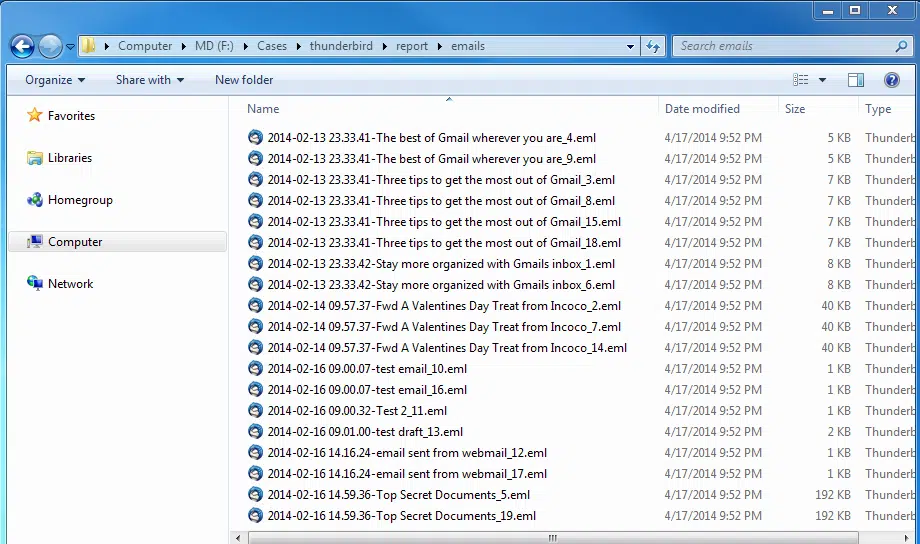 Computer MD (F:) Cases thunderbird report emails Search emails
Organize Share with New folder
Favorites
Libraries
Homegroup
Computer
Network
Name Date modified Size Type
2014-02-13 23.33.41-The best of Gmail wherever you are_4.eml 4/17/2014 9:52 PM 5 KB Thunderb
2014-02-13 23.33.41-The best of Gmail wherever you are_9.eml 4/17/2014 9:52 PM 5 KB Thunderb
2014-02-13 23.33.41-Three tips to get the most out of Gmail_3.eml 4/17/2014 9:52 PM 7 KB Thunderb
2014-02-13 23.33.41-Three tips to get the most out of Gmail_8.eml 4/17/2014 9:52 PM 7 KB Thunderb
2014-02-13 23.33.41-Three tips to get the most out of Gmail_15.eml 4/17/2014 9:52 PM 7 KB Thunderb
2014-02-13 23.33.41-Three tips to get the most out of Gmail_18.eml 4/17/2014 9:52 PM 7 KB Thunderb
2014-02-13 23.33.42-Stay more organized with Gmails inbox_1.eml 4/17/2014 9:52 PM 8 KB Thunderb
2014-02-13 23.33.42-Stay more organized with Gmails inbox_6.eml 4/17/2014 9:52 PM 8 KB Thunderb
2014-02-14 09.57.37-Fwd A Valentines Day Treat from Incoco_2.eml 4/17/2014 9:52 PM 40 KB Thunderb
2014-02-14 09.57.37-Fwd A Valentines Day Treat from Incoco_7.eml 4/17/2014 9:52 PM 40 KB Thunderb
2014-02-14 09.57.37-Fwd A Valentines Day Treat from Incoco_14.eml 4/17/2014 9:52 PM 40 KB Thunderb
2014-02-16 09.00.07-test email_10.eml 4/17/2014 9:52 PM 1 KB Thunderb
2014-02-16 09.00.07-test email_16.eml 4/17/2014 9:52 PM 1 KB Thunderb
2014-02-16 09.00.32-Test 2_11.eml 4/17/2014 9:52 PM 1 KB Thunderb
2014-02-16 09.01.00-test draft_13.eml 4/17/2014 9:52 PM 2 KB Thunderb
2014-02-16 14.16.24-email sent from webmail_12.eml 4/17/2014 9:52 PM 1 KB Thunderb
2014-02-16 14.16.24-email sent from webmail_17.eml 4/17/2014 9:52 PM 1 KB Thunderb
2014-02-16 14.59.36-Top Secret Documents_5.eml 4/17/2014 9:52 PM 192 KB Thunderb
2014-02-16 14.59.36-Top Secret Documents_19.eml 4/17/2014 9:52 PM 192 KB Thunderb